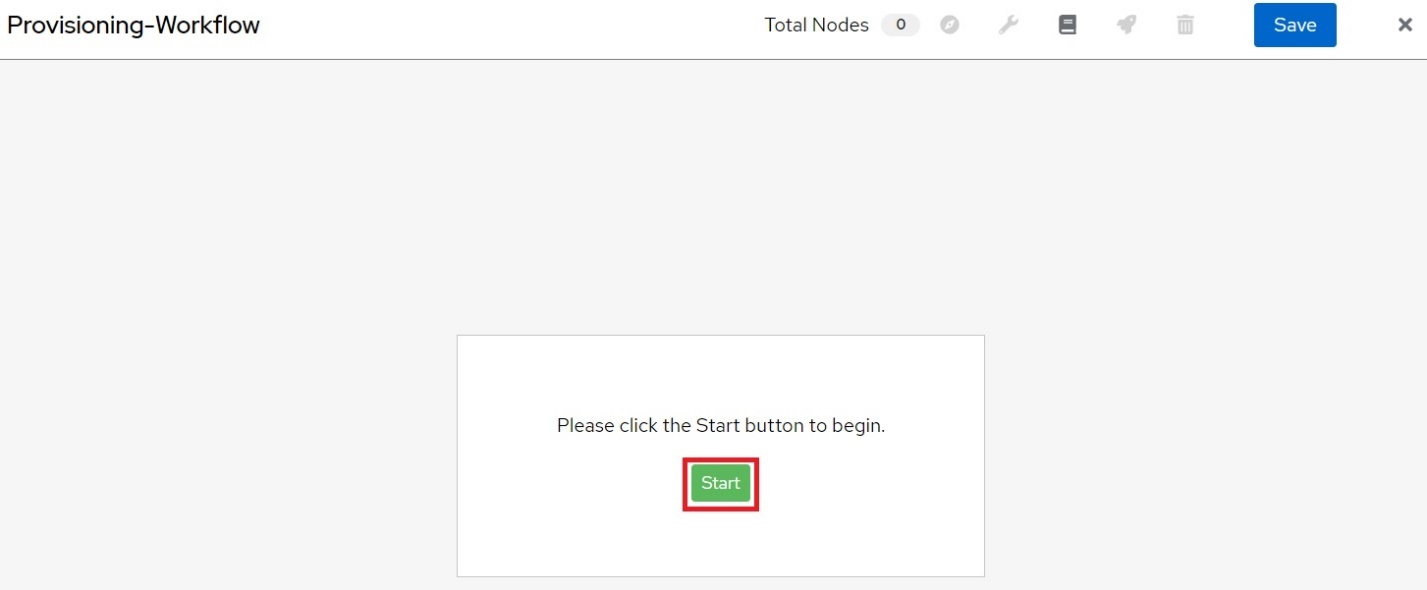 Provisioning-Workflow
Total Nodes 0
Save
Please click the Start button to begin.
Start